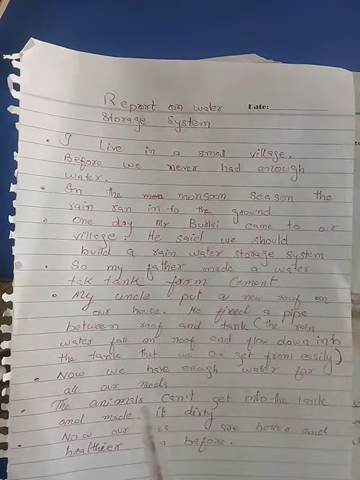 Report on water
Date:
Storage System
• I Live in a small village.
Before we never had enough
water.
• In the monsoon season the
rain ran in to the ground
• One day Mr Burki came to our
village. He said we should
build a rain water storage system
• So my father made a water
tank from Cement
• My uncle put a new roof on
our house. He fixed a pipe
between roof and tank (the rain
water fall on roof and flow down into
the tank that we can get from easily)
• Now we have enough water for
all our needs
• The animals can't get into the tank
and made it dirty
• Now our are better and
healthier a before.